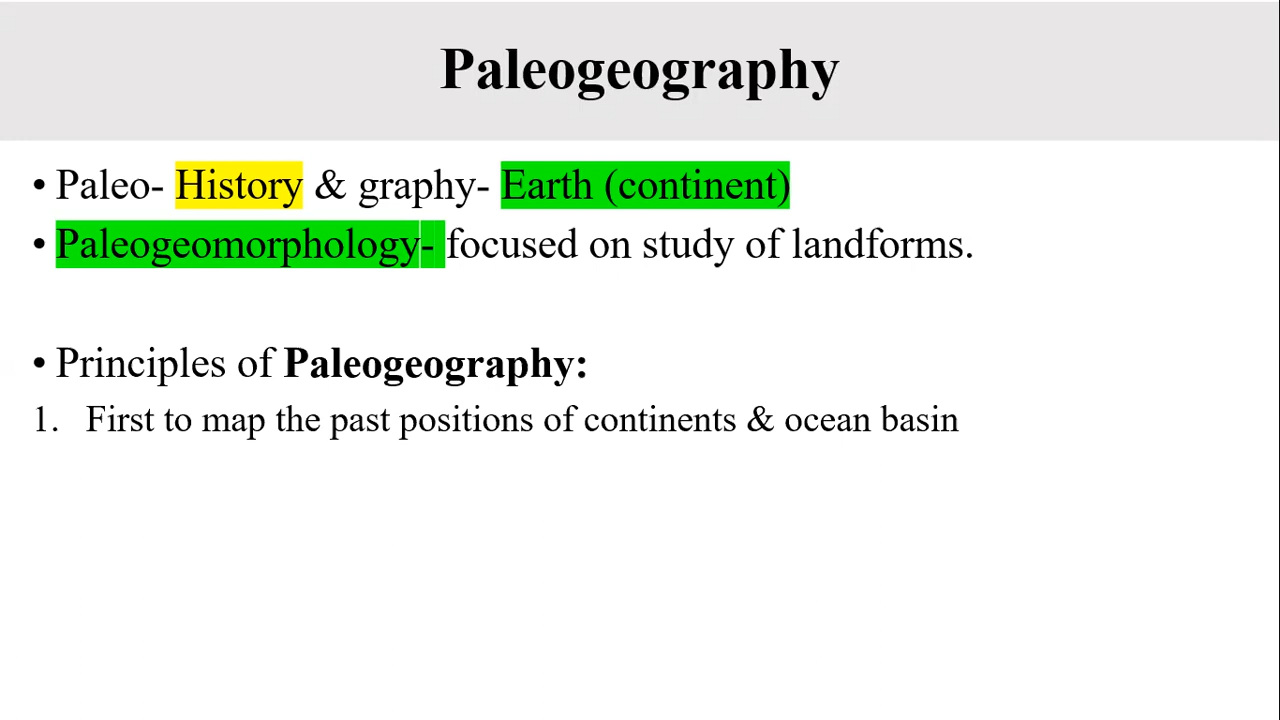 Paleogeography
• Paleo- History & graphy- Earth (continent)
• Paleogeomorphology- focused on study of landforms.
• Principles of Paleogeography:
1. First to map the past positions of continents & ocean basin